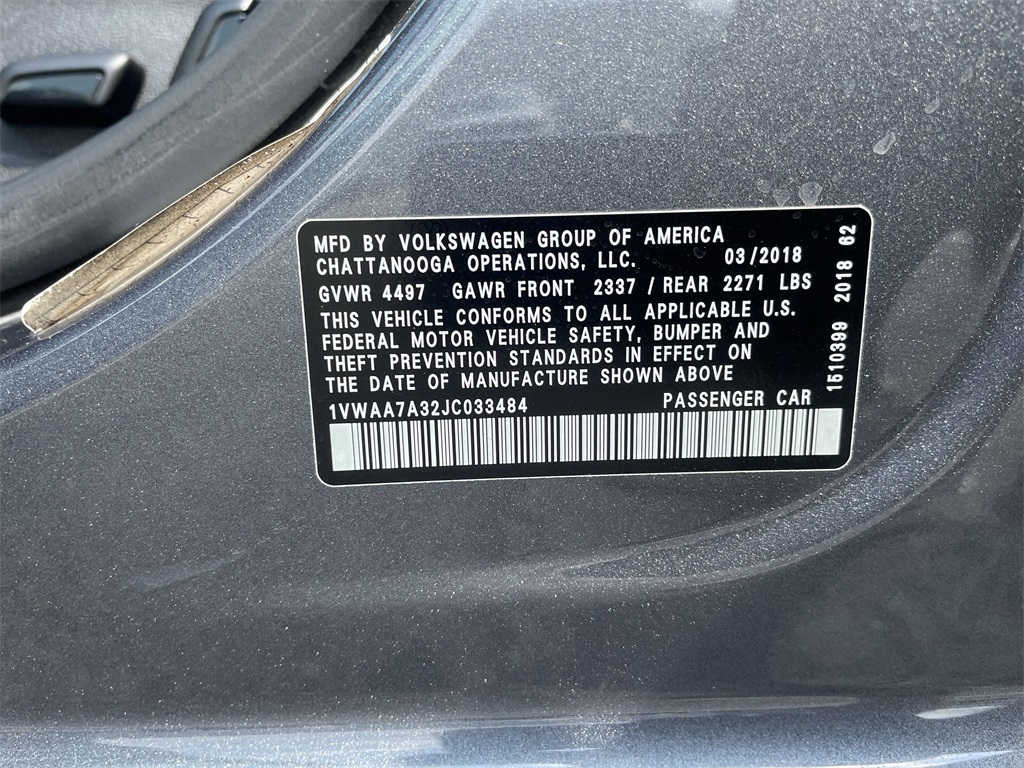 MFD BY VOLKSWAGEN GROUP OF AMERICA
CHATTANOOGA OPERATIONS, LLC. 03/2018
GVWR 4497 GAWR FRONT 2337 / REAR 2271 LBS
THIS VEHICLE CONFORMS TO ALL APPLICABLE U.S.
FEDERAL MOTOR VEHICLE SAFETY, BUMPER AND
THEFT PREVENTION STANDARDS IN EFFECT ON
THE DATE OF MANUFACTURE SHOWN ABOVE
1VWAA7A32JC033484 PASSENGER CAR
1510399 2018 62